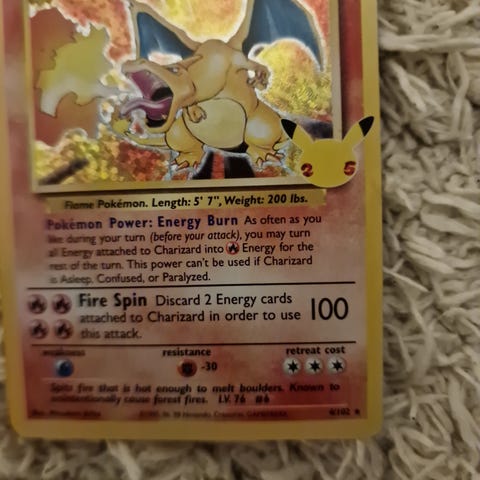 2 5
Flame Pokémon. Length: 5' 7", Weight: 200 lbs.
Pokémon Power: Energy Burn As often as you
like during your turn (before your attack), you may turn
all Energy attached to Charizard into Energy for the
rest of the turn. This power can't be used if Charizard
is Asleep, Confused, or Paralyzed.
Fire Spin Discard 2 Energy cards
attached to Charizard in order to use
this attack.
100
weakness resistance retreat cost
-30
Spits fire that is hot enough to melt boulders. Known to
unintentionally cause forest fires. LV. 76 #6
4/102 ★